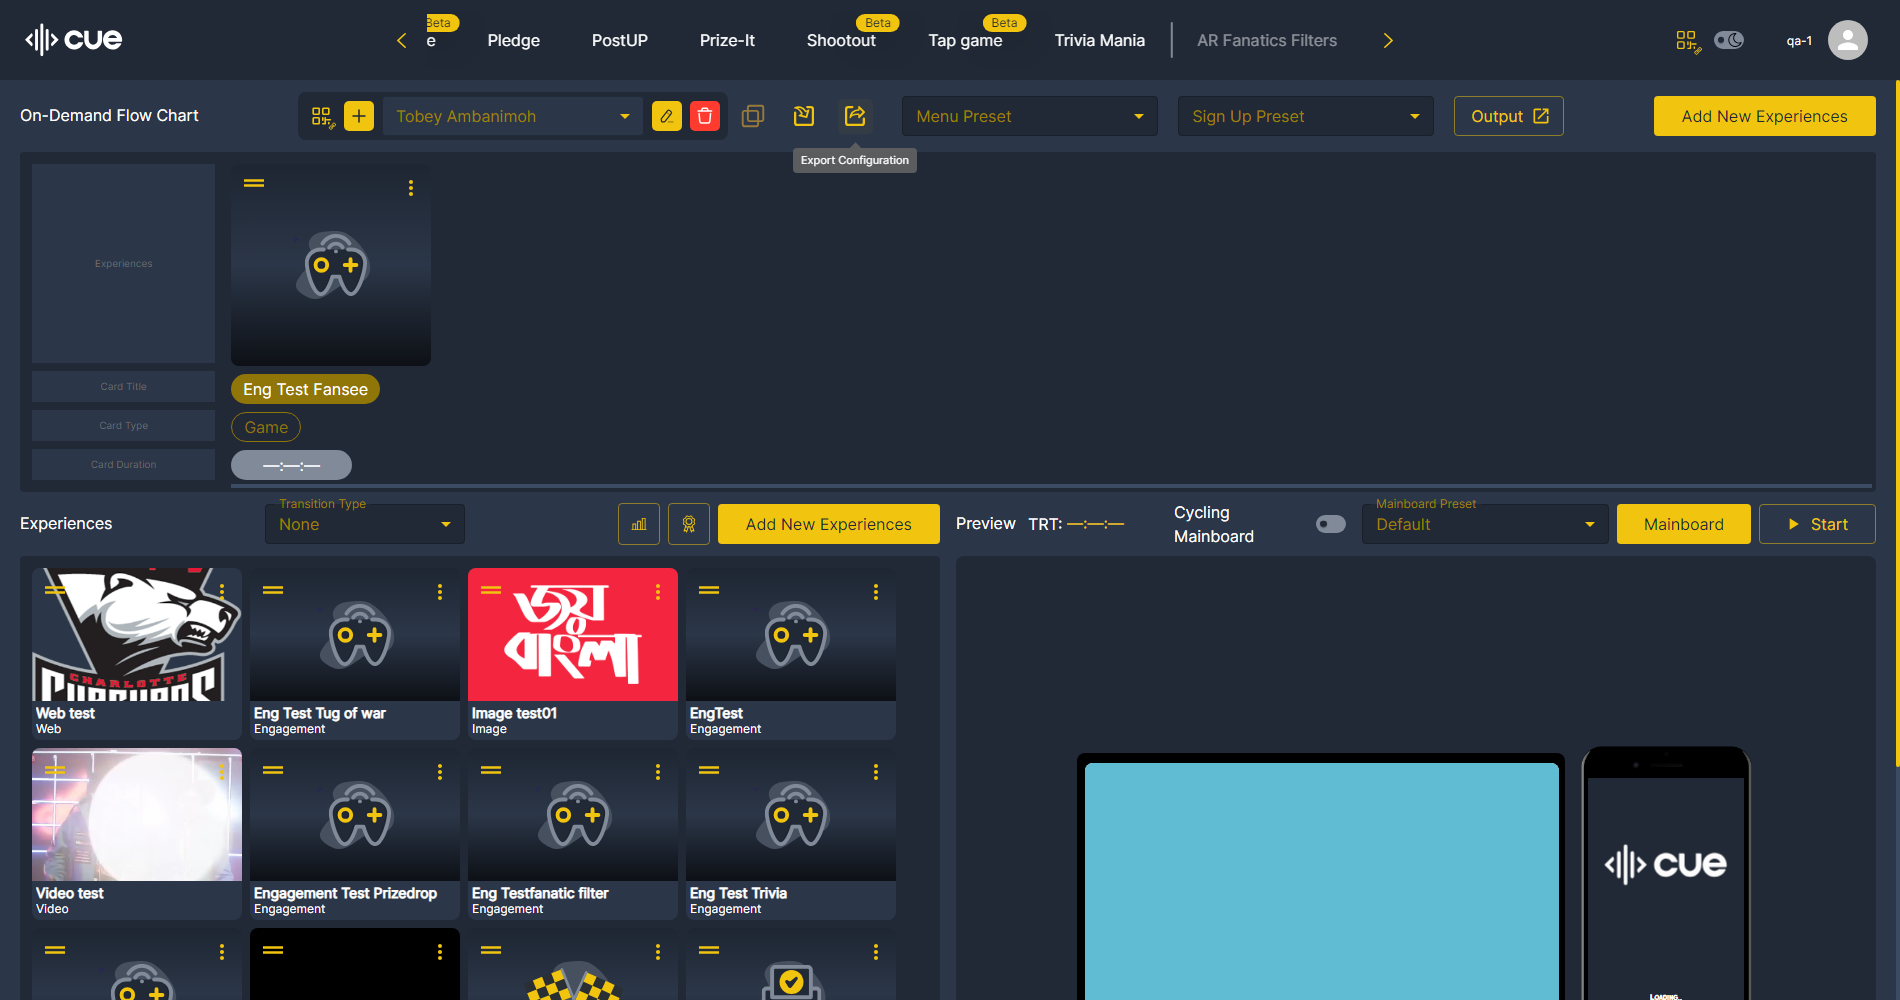 cue
e
Beta
Pledge
PostUP
Prize-It
Shootout
Beta
Tap game
Beta
Trivia Mania
AR Fanatics Filters
qa-1
On-Demand Flow Chart
Tobey Ambanimoh
Menu Preset
Sign Up Preset
Output
Add New Experiences
Export Configuration
Experiences
Card Title
Card Type
Card Duration
Eng Test Fansee
Game
—:—:—
Experiences
Transition Type
None
Add New Experiences
Preview
TRT: —:—:—
Cycling
Mainboard
Mainboard Preset
Default
Mainboard
Start
CHARLOTTE
Web test
Web
Eng Test Tug of war
Engagement
জয়
বাংলা
Image test01
Image
EngTest
Engagement
Video test
Video
Engagement Test Prizedrop
Engagement
Eng Testfanatic filter
Engagement
Eng Test Trivia
Engagement
cue
LOADING